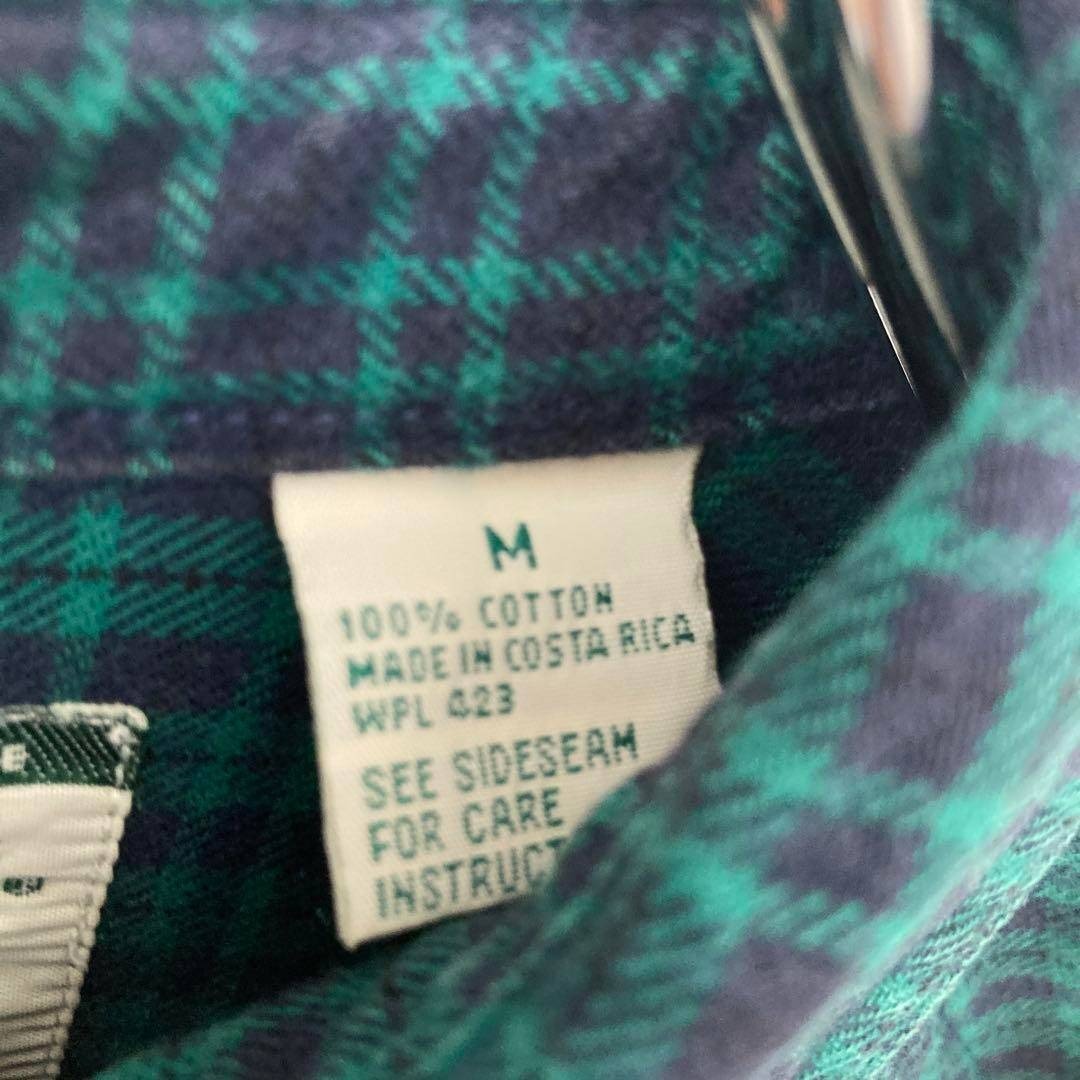 M
100% COTTON
MADE IN COSTA RICA
WPL 423
SEE SIDESEAM
FOR CARE
INSTRUCT